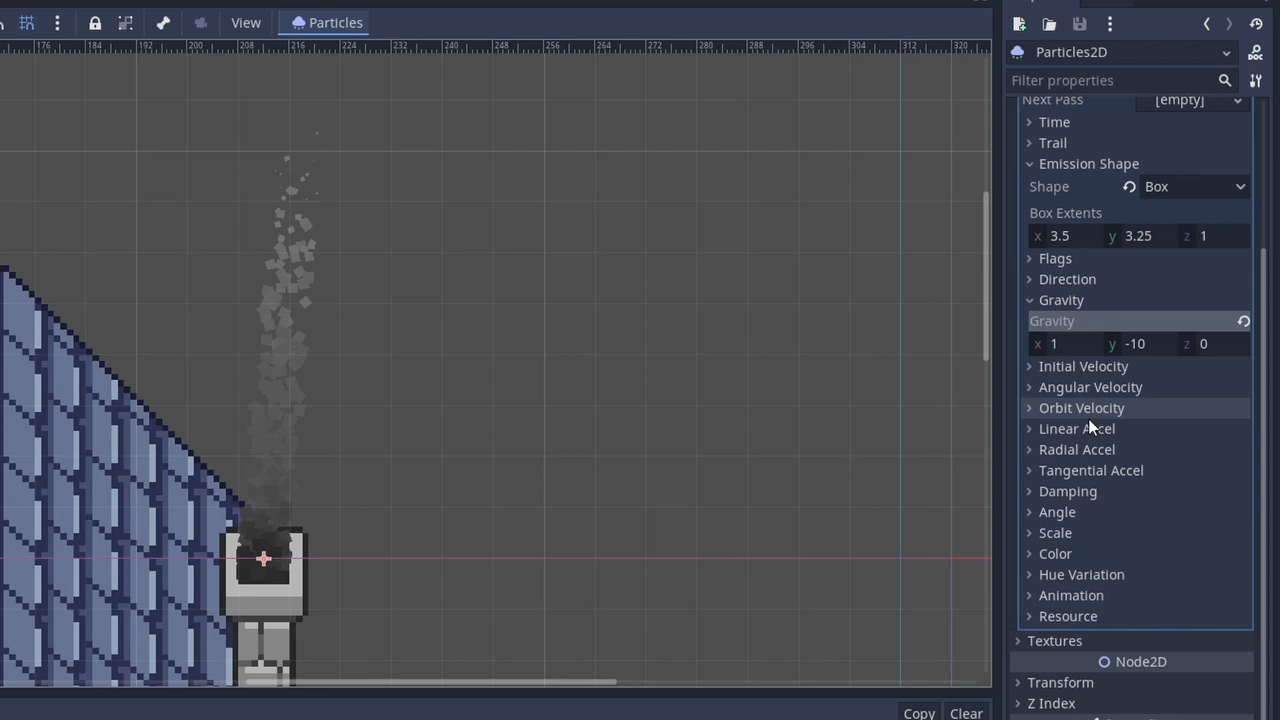 View Particles
176 184 192 200 208 216 224 232 240 248 256 264 272 280 288 296 304 312 320
Particles2D
Filter properties
Next Pass [empty]
Time
Trail
Emission Shape
Shape Box
Box Extents
x 3.5 y 3.25 z 1
Flags
Direction
Gravity
Gravity
x 1 y -10 z 0
Initial Velocity
Angular Velocity
Orbit Velocity
Linear Accel
Radial Accel
Tangential Accel
Damping
Angle
Scale
Color
Hue Variation
Animation
Resource
Textures
Node2D
Transform
Z Index
Copy Clear